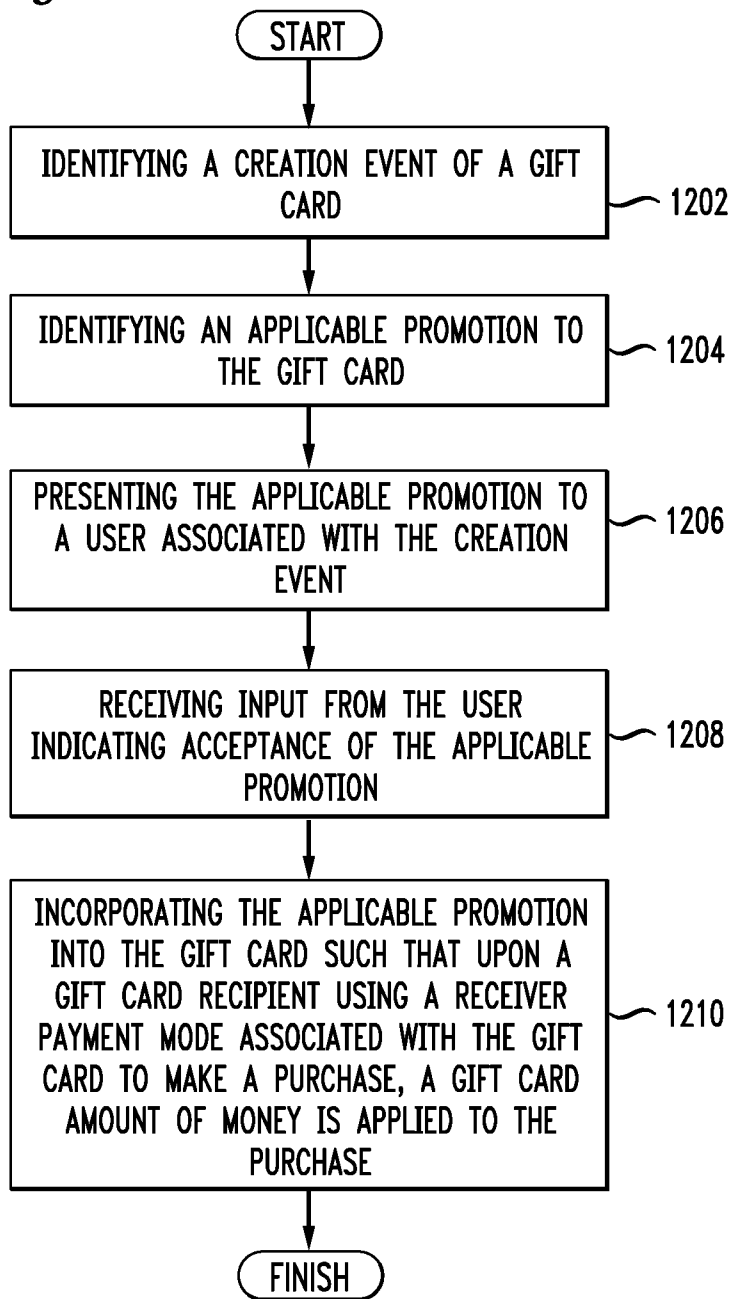 START
IDENTIFYING A CREATION EVENT OF A GIFT
CARD
1202
IDENTIFYING AN APPLICABLE PROMOTION TO
THE GIFT CARD
1204
PRESENTING THE APPLICABLE PROMOTION TO
A USER ASSOCIATED WITH THE CREATION
EVENT
1206
RECEIVING INPUT FROM THE USER
INDICATING ACCEPTANCE OF THE APPLICABLE
PROMOTION
1208
INCORPORATING THE APPLICABLE PROMOTION
INTO THE GIFT CARD SUCH THAT UPON A
GIFT CARD RECIPIENT USING A RECEIVER
PAYMENT MODE ASSOCIATED WITH THE GIFT
CARD TO MAKE A PURCHASE, A GIFT CARD
AMOUNT OF MONEY IS APPLIED TO THE
PURCHASE
1210
FINISH